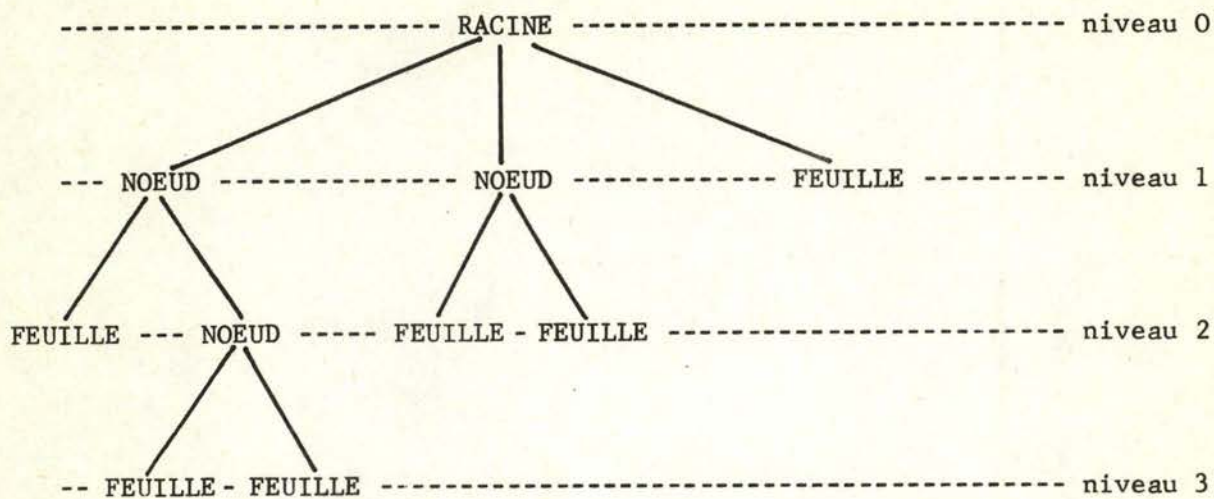 RACINE niveau 0
NOEUD NOEUD FEUILLE niveau 1
FEUILLE --- NOEUD ----- FEUILLE - FEUILLE niveau 2
-- FEUILLE - FEUILLE niveau 3